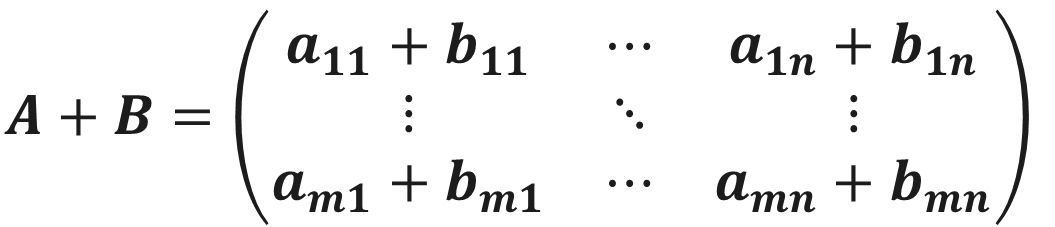 A + B = ( a₁₁ + b₁₁ ⋯ a₁ₙ + b₁ₙ
⋮ ⋱ ⋮
aₘ₁ + bₘ₁ ⋯ aₘₙ + bₘₙ )